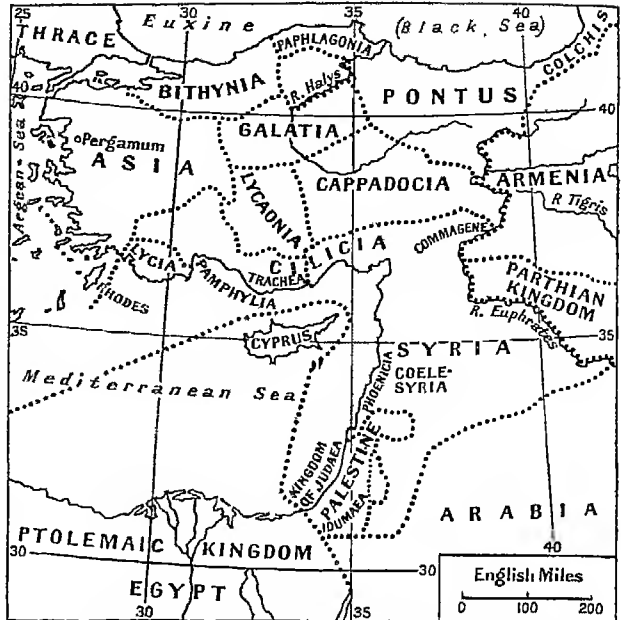 25
30
35
40
Euxine (Black Sea)
THRACE
PAPHLAGONIA
COLCHIS
BITHYNIA
R. Halys
PONTUS
40
40
GALATIA
Pergamum
ASIA
Aegean Sea
LYCAONIA
CAPPADOCIA
ARMENIA
R Tigris
COMMAGENE
CILICIA
LYCIA
TRACHEA
PAMPHYLIA
RHODES
PARTHIAN
KINGDOM
R. Euphrates
35
35
CYPRUS
SYRIA
Mediterranean Sea
PHOENICIA
COELE-
SYRIA
KINGDOM
OF JUDAEA
PALESTINE
IDUMAEA
ARABIA
PTOLEMAIC KINGDOM
40
30
30
EGYPT
English Miles
0 100 200
30
35